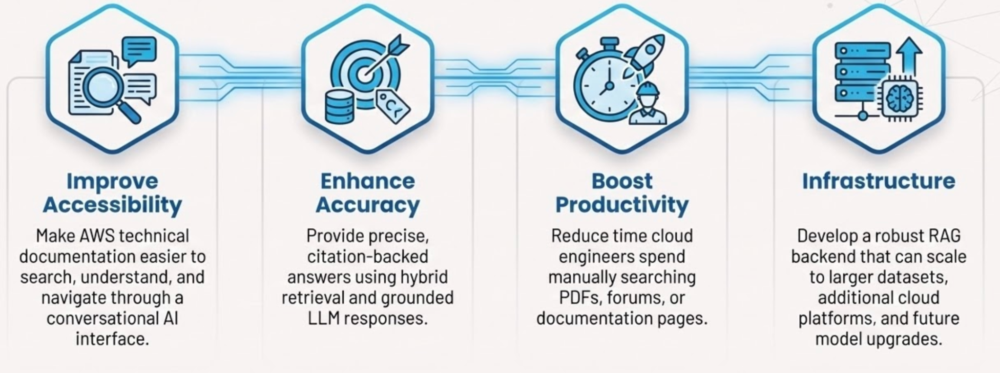 Improve
Accessibility
Make AWS technical
documentation easier to
search, understand, and
navigate through a
conversational AI
interface.
Enhance
Accuracy
Provide precise,
citation-backed
answers using hybrid
retrieval and grounded
LLM responses.
Boost
Productivity
Reduce time cloud
engineers spend
manually searching
PDFs, forums, or
documentation pages.
Infrastructure
Develop a robust RAG
backend that can scale
to larger datasets,
additional cloud
platforms, and future
model upgrades.